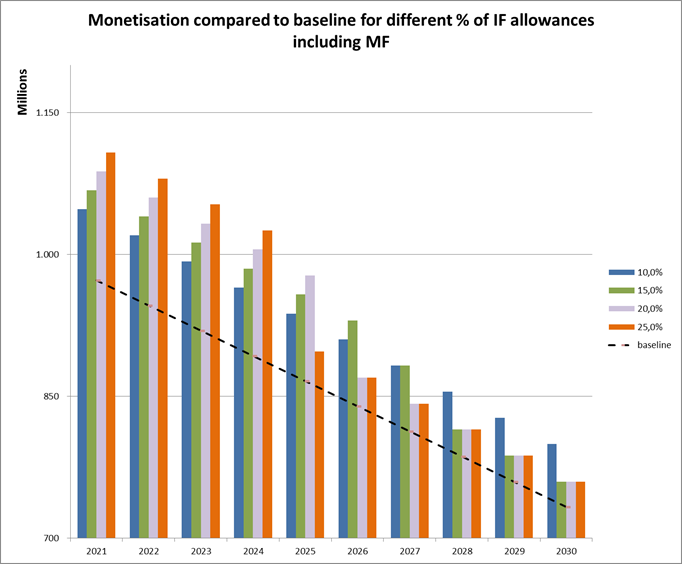 Monetisation compared to baseline for different % of IF allowances
including MF
Millions
1.150
1.000
850
700
2021 2022 2023 2024 2025 2026 2027 2028 2029 2030
10,0%
15,0%
20,0%
25,0%
baseline